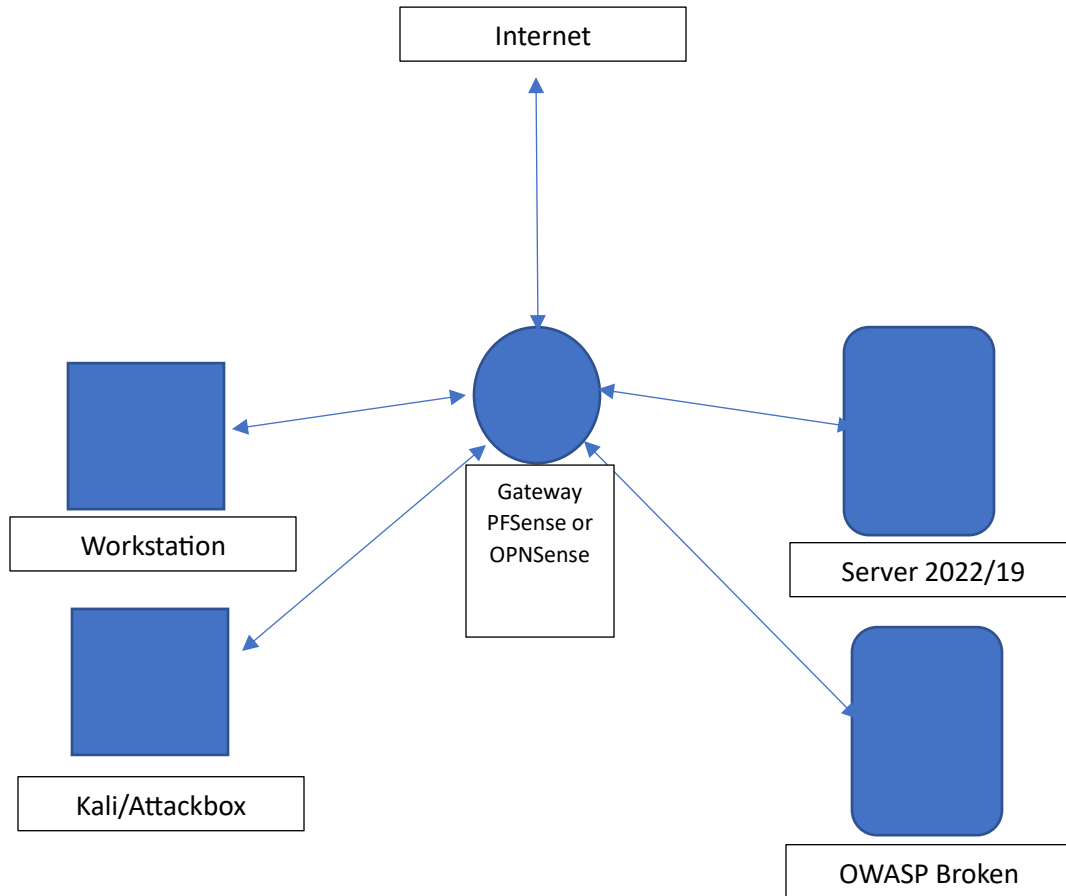 Internet
Gateway
PFSense or
OPNSense
Workstation
Server 2022/19
Kali/Attackbox
OWASP Broken